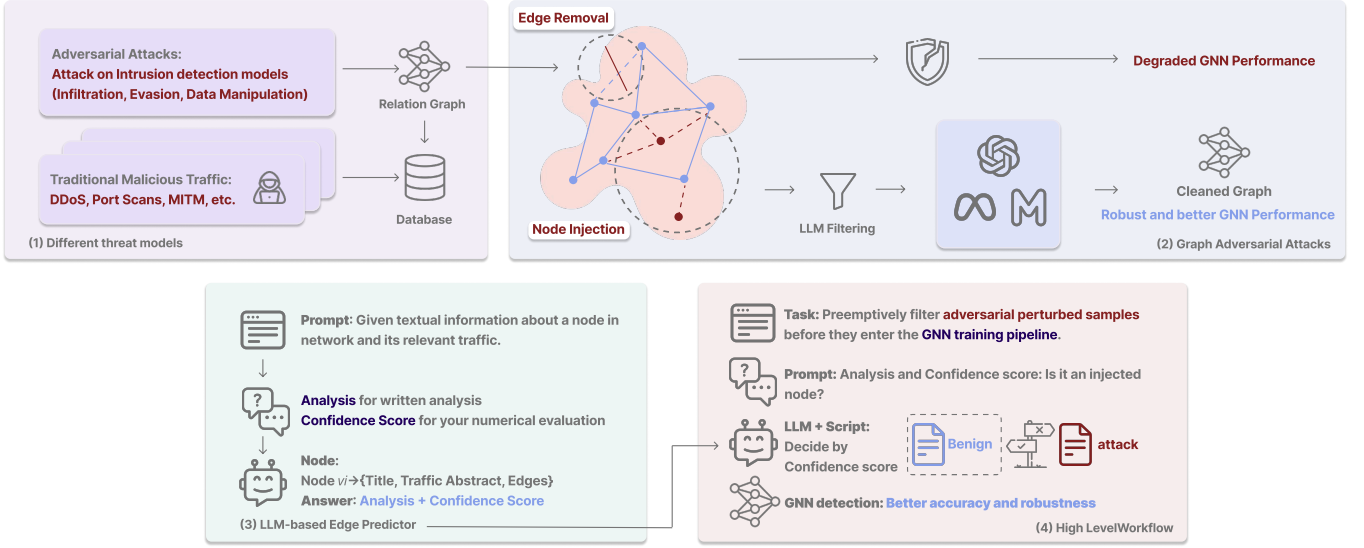 Adversarial Attacks:
Attack on Intrusion detection models
(Infiltration, Evasion, Data Manipulation)
Relation Graph
Traditional Malicious Traffic:
DDoS, Port Scans, MITM, etc.
Database
(1) Different threat models
Edge Removal
Node Injection
Degraded GNN Performance
LLM Filtering
Cleaned Graph
Robust and better GNN Performance
(2) Graph Adversarial Attacks
Prompt: Given textual information about a node in
network and its relevant traffic.
?
Analysis for written analysis
Confidence Score for your numerical evaluation
Node:
Node vi→{Title, Traffic Abstract, Edges}
Answer: Analysis + Confidence Score
(3) LLM-based Edge Predictor
Task: Preemptively filter adversarial perturbed samples
before they enter the GNN training pipeline.
?
Prompt: Analysis and Confidence score: Is it an injected
node?
LLM + Script:
Decide by
Confidence score
Benign
attack
GNN detection: Better accuracy and robustness
(4) High LevelWorkflow